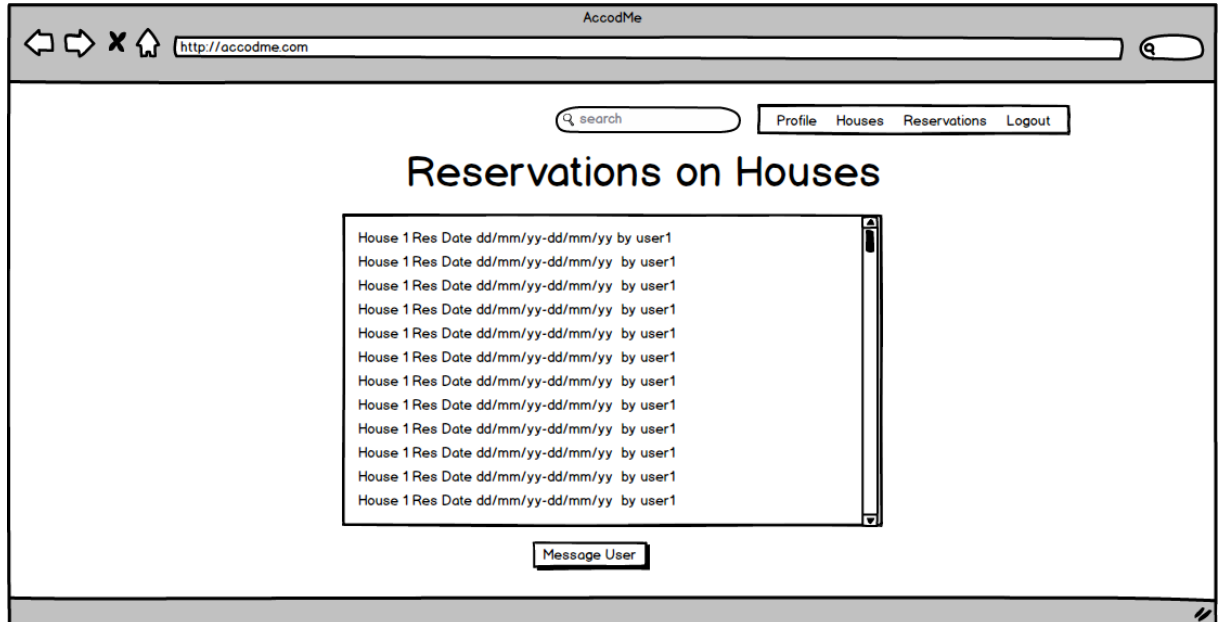 AccodMe
http://accodme.com
search
Profile Houses Reservations Logout
Reservations on Houses
House 1 Res Date dd/mm/yy-dd/mm/yy by user1
House 1 Res Date dd/mm/yy-dd/mm/yy by user1
House 1 Res Date dd/mm/yy-dd/mm/yy by user1
House 1 Res Date dd/mm/yy-dd/mm/yy by user1
House 1 Res Date dd/mm/yy-dd/mm/yy by user1
House 1 Res Date dd/mm/yy-dd/mm/yy by user1
House 1 Res Date dd/mm/yy-dd/mm/yy by user1
House 1 Res Date dd/mm/yy-dd/mm/yy by user1
House 1 Res Date dd/mm/yy-dd/mm/yy by user1
House 1 Res Date dd/mm/yy-dd/mm/yy by user1
House 1 Res Date dd/mm/yy-dd/mm/yy by user1
House 1 Res Date dd/mm/yy-dd/mm/yy by user1
Message User